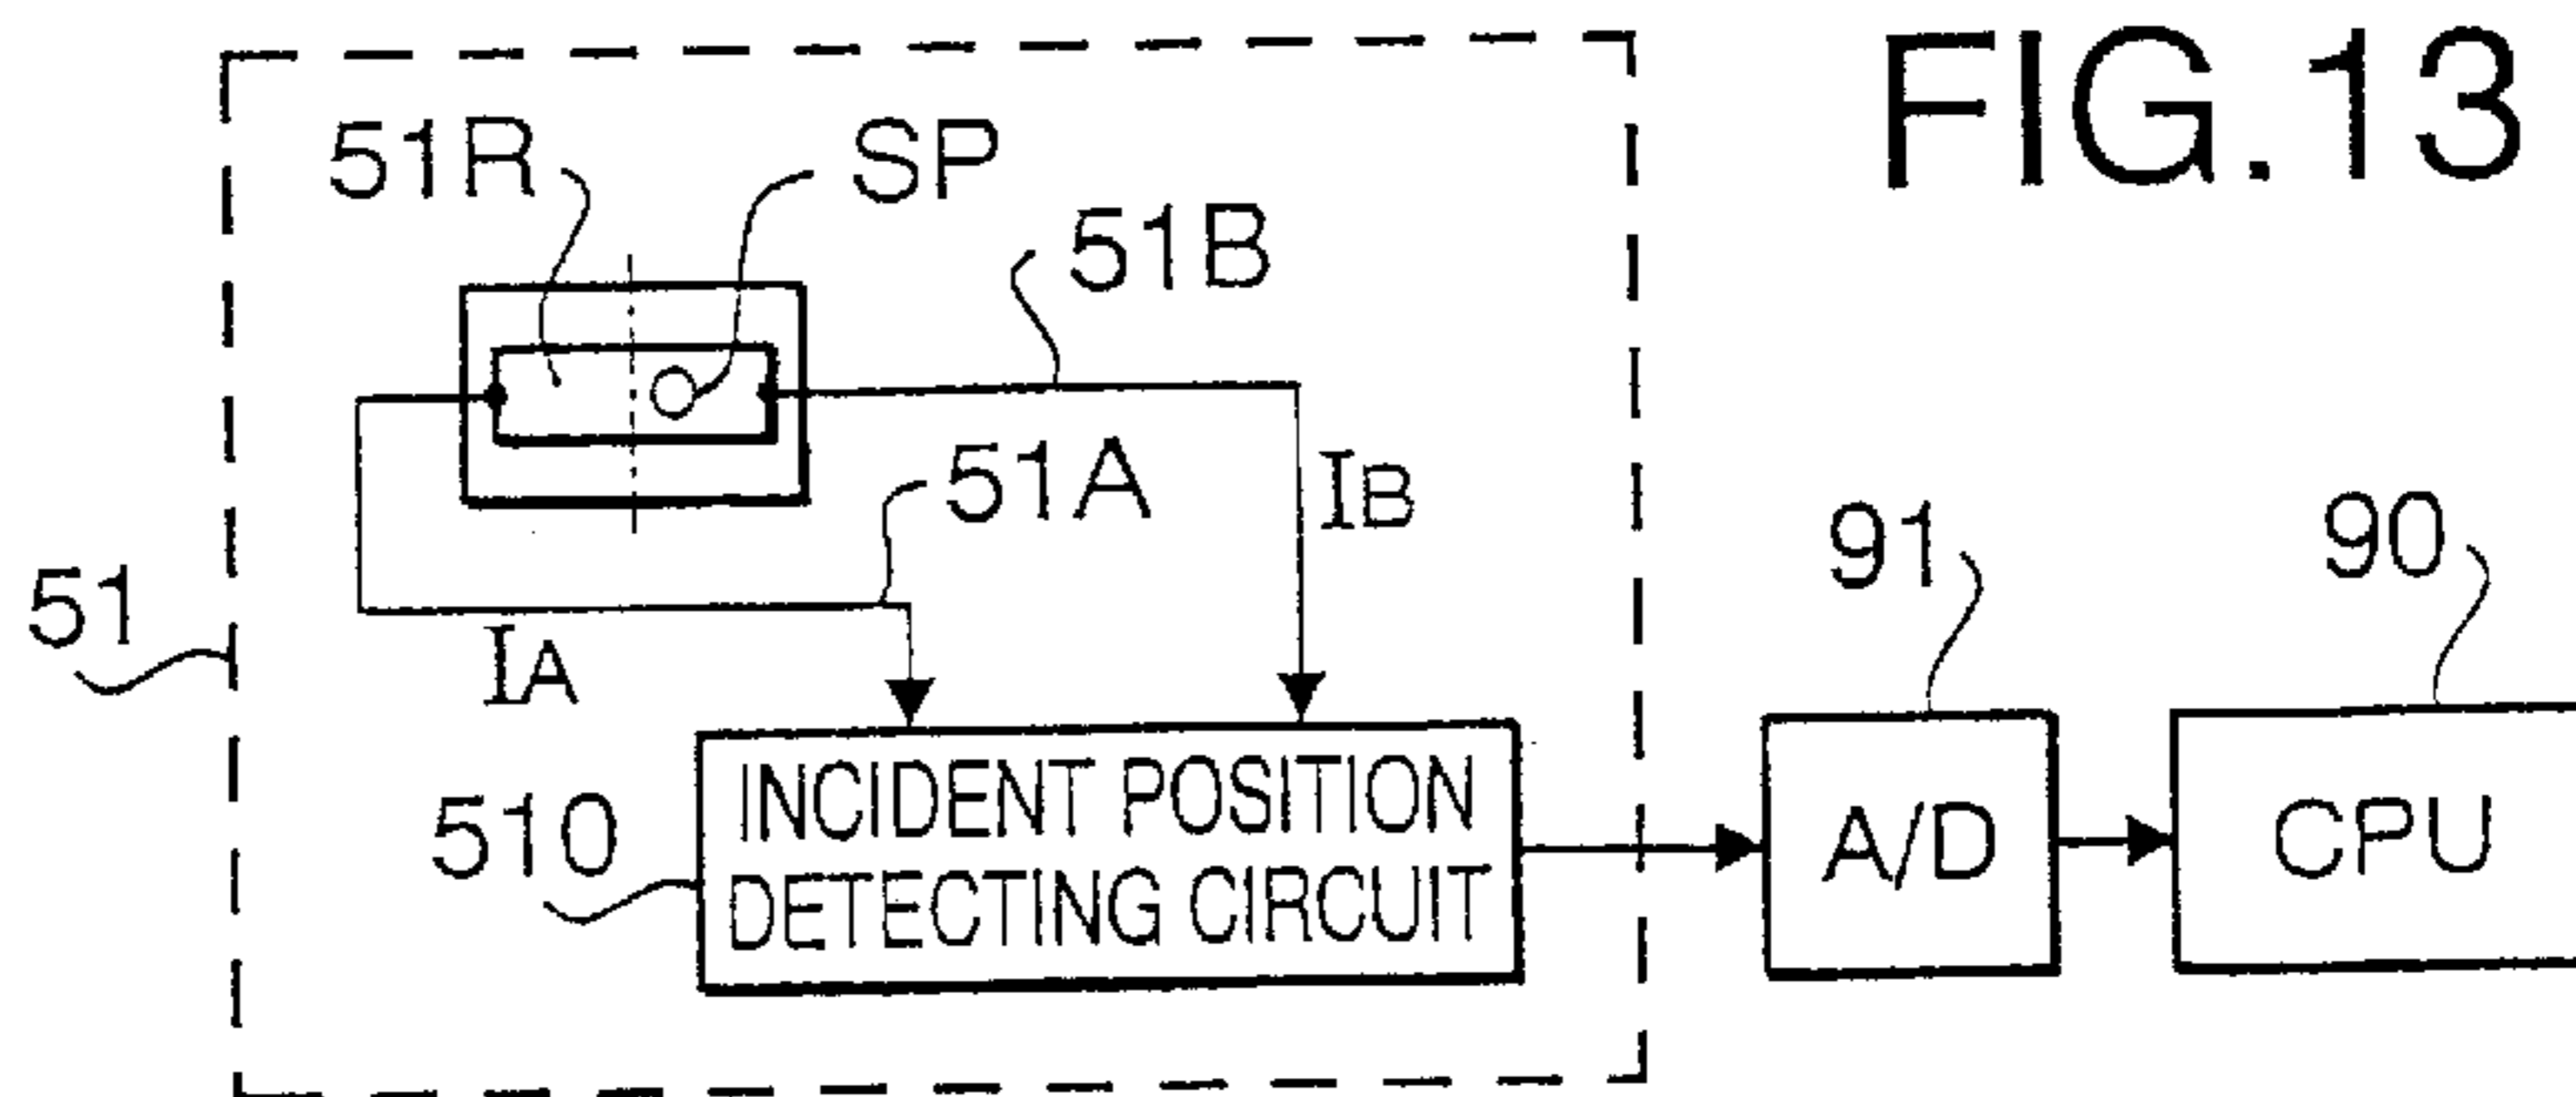 FIG.13
51R
SP
51B
51A
IB
IA
51
91
90
510
INCIDENT POSITION
DETECTING CIRCUIT
A/D
CPU